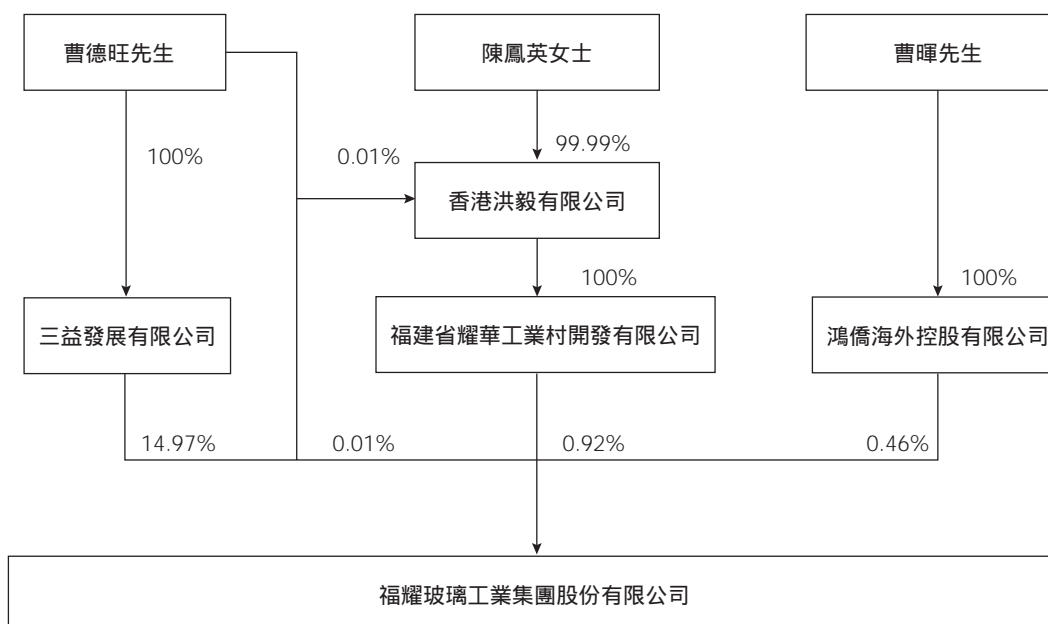 曹德旺先生
陳鳳英女士
曹暉先生
100%
0.01%
99.99%
香港洪毅有限公司
100%
100%
三益發展有限公司
福建省耀華工業村開發有限公司
鴻僑海外控股有限公司
14.97%
0.01%
0.92%
0.46%
福耀玻璃工業集團股份有限公司